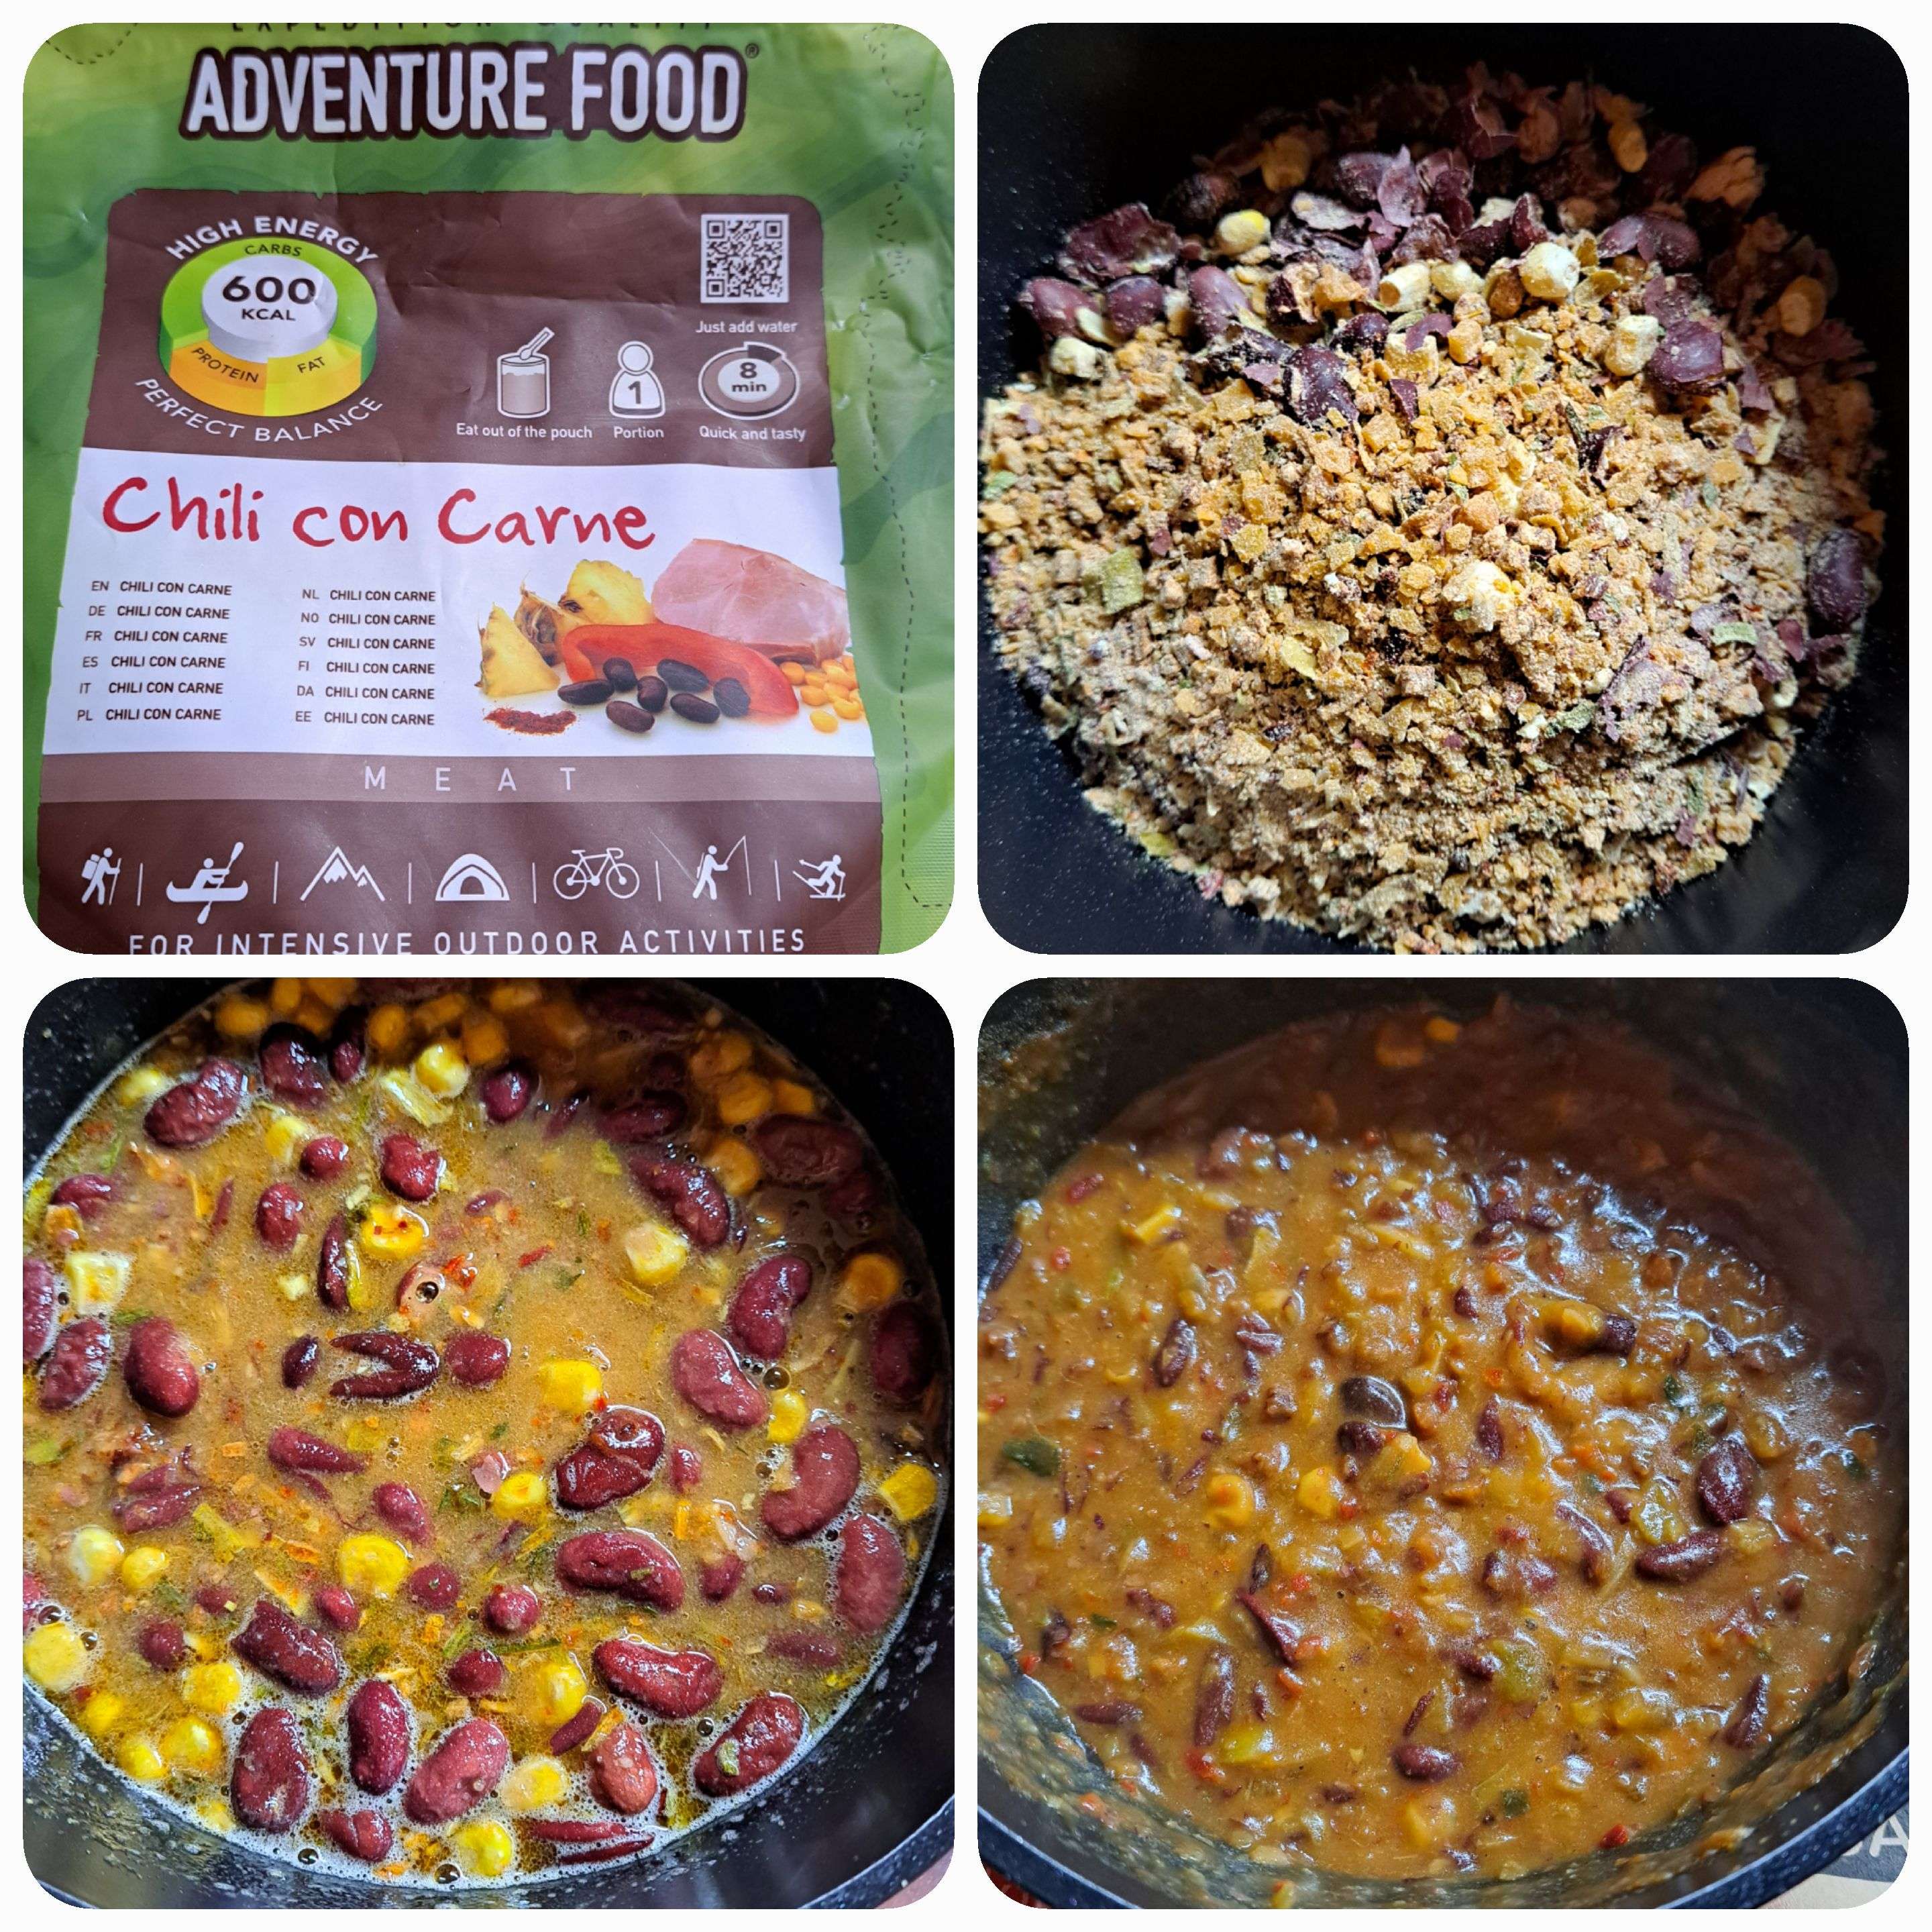 EXPEDITION QUALITY
ADVENTURE FOOD®
HIGH ENERGY
CARBS
600
KCAL
PROTEIN
FAT
PERFECT BALANCE
Just add water
8
min
1
Eat out of the pouch
Portion
Quick and tasty
Chili con Carne
EN CHILI CON CARNE
DE CHILI CON CARNE
FR CHILI CON CARNE
ES CHILI CON CARNE
IT CHILI CON CARNE
PL CHILI CON CARNE
NL CHILI CON CARNE
NO CHILI CON CARNE
SV CHILI CON CARNE
FI CHILI CON CARNE
DA CHILI CON CARNE
EE CHILI CON CARNE
MEAT
FOR INTENSIVE OUTDOOR ACTIVITIES